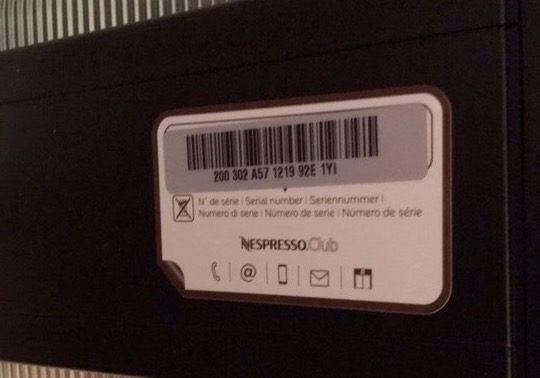 200 302 A57 1219 92E 1Yi
N° de série | Serial number | Seriennummer |
Numero di serie | Número de serie | Número de série
NESPRESSO.Club
@